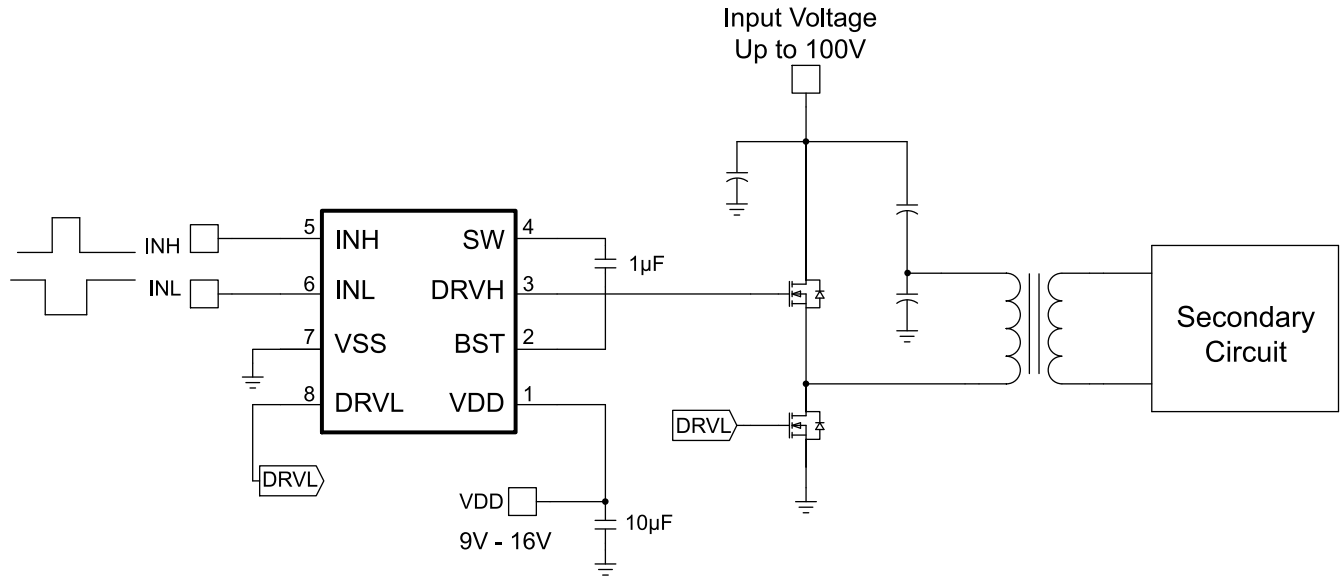 Input Voltage
Up to 100V
INH
INL
5
INH
SW
4
6
INL
DRVH
3
7
VSS
BST
2
8
DRVL
VDD
1
1µF
DRVL
DRVL
VDD
9V - 16V
10µF
Secondary
Circuit